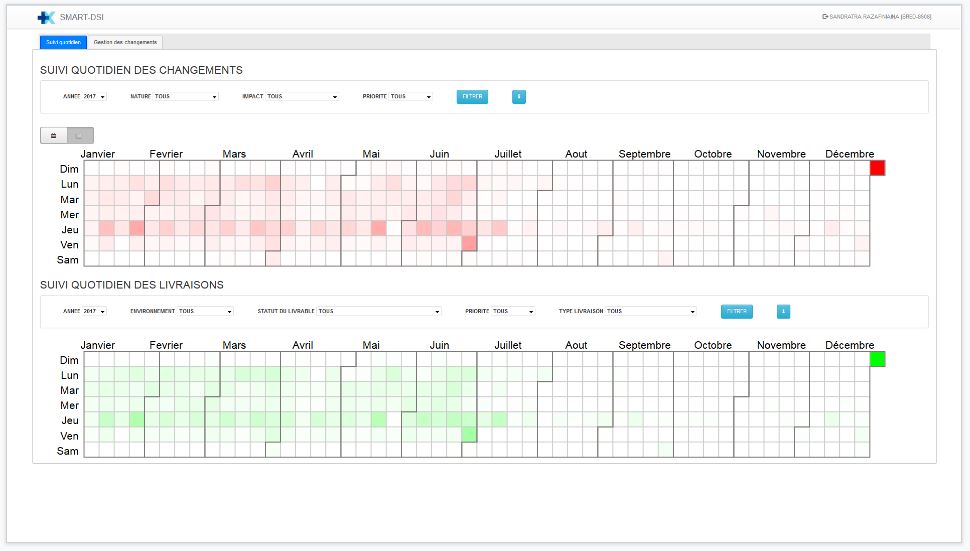 SMART-DSI
SANDRATRA RAZAFINIAINA [BRED-8508]
Suivi quotidien Gestion des changements
SUIVI QUOTIDIEN DES CHANGEMENTS
ANNEE 2017 NATURE TOUS IMPACT TOUS PRIORITE TOUS FILTRER
Janvier Fevrier Mars Avril Mai Juin Juillet Aout Septembre Octobre Novembre Décembre
Dim
Lun
Mar
Mer
Jeu
Ven
Sam
SUIVI QUOTIDIEN DES LIVRAISONS
ANNEE 2017 ENVIRONNEMENT TOUS STATUT DU LIVRABLE TOUS PRIORITE TOUS TYPE LIVRAISON TOUS FILTRER
Janvier Fevrier Mars Avril Mai Juin Juillet Aout Septembre Octobre Novembre Décembre
Dim
Lun
Mar
Mer
Jeu
Ven
Sam